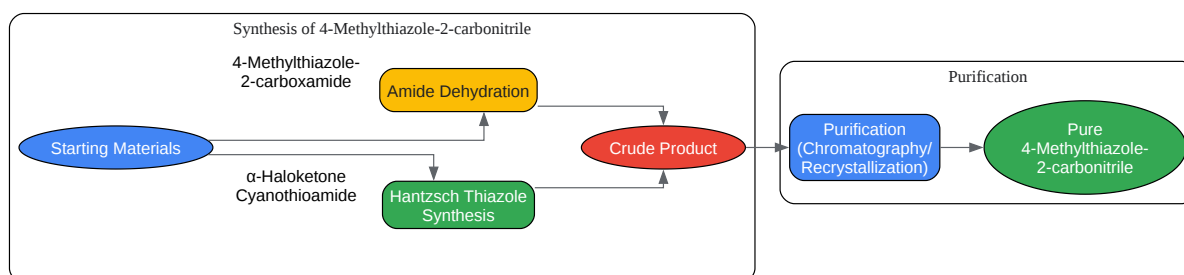 Synthesis of 4-Methylthiazole-2-carbonitrile
4-Methylthiazole-
2-carboxamide
Amide Dehydration
Starting Materials
Crude Product
α-Haloketone
Cyanothioamide
Hantzsch Thiazole
Synthesis
Purification
Purification
(Chromatography/
Recrystallization)
Pure
4-Methylthiazole-
2-carbonitrile